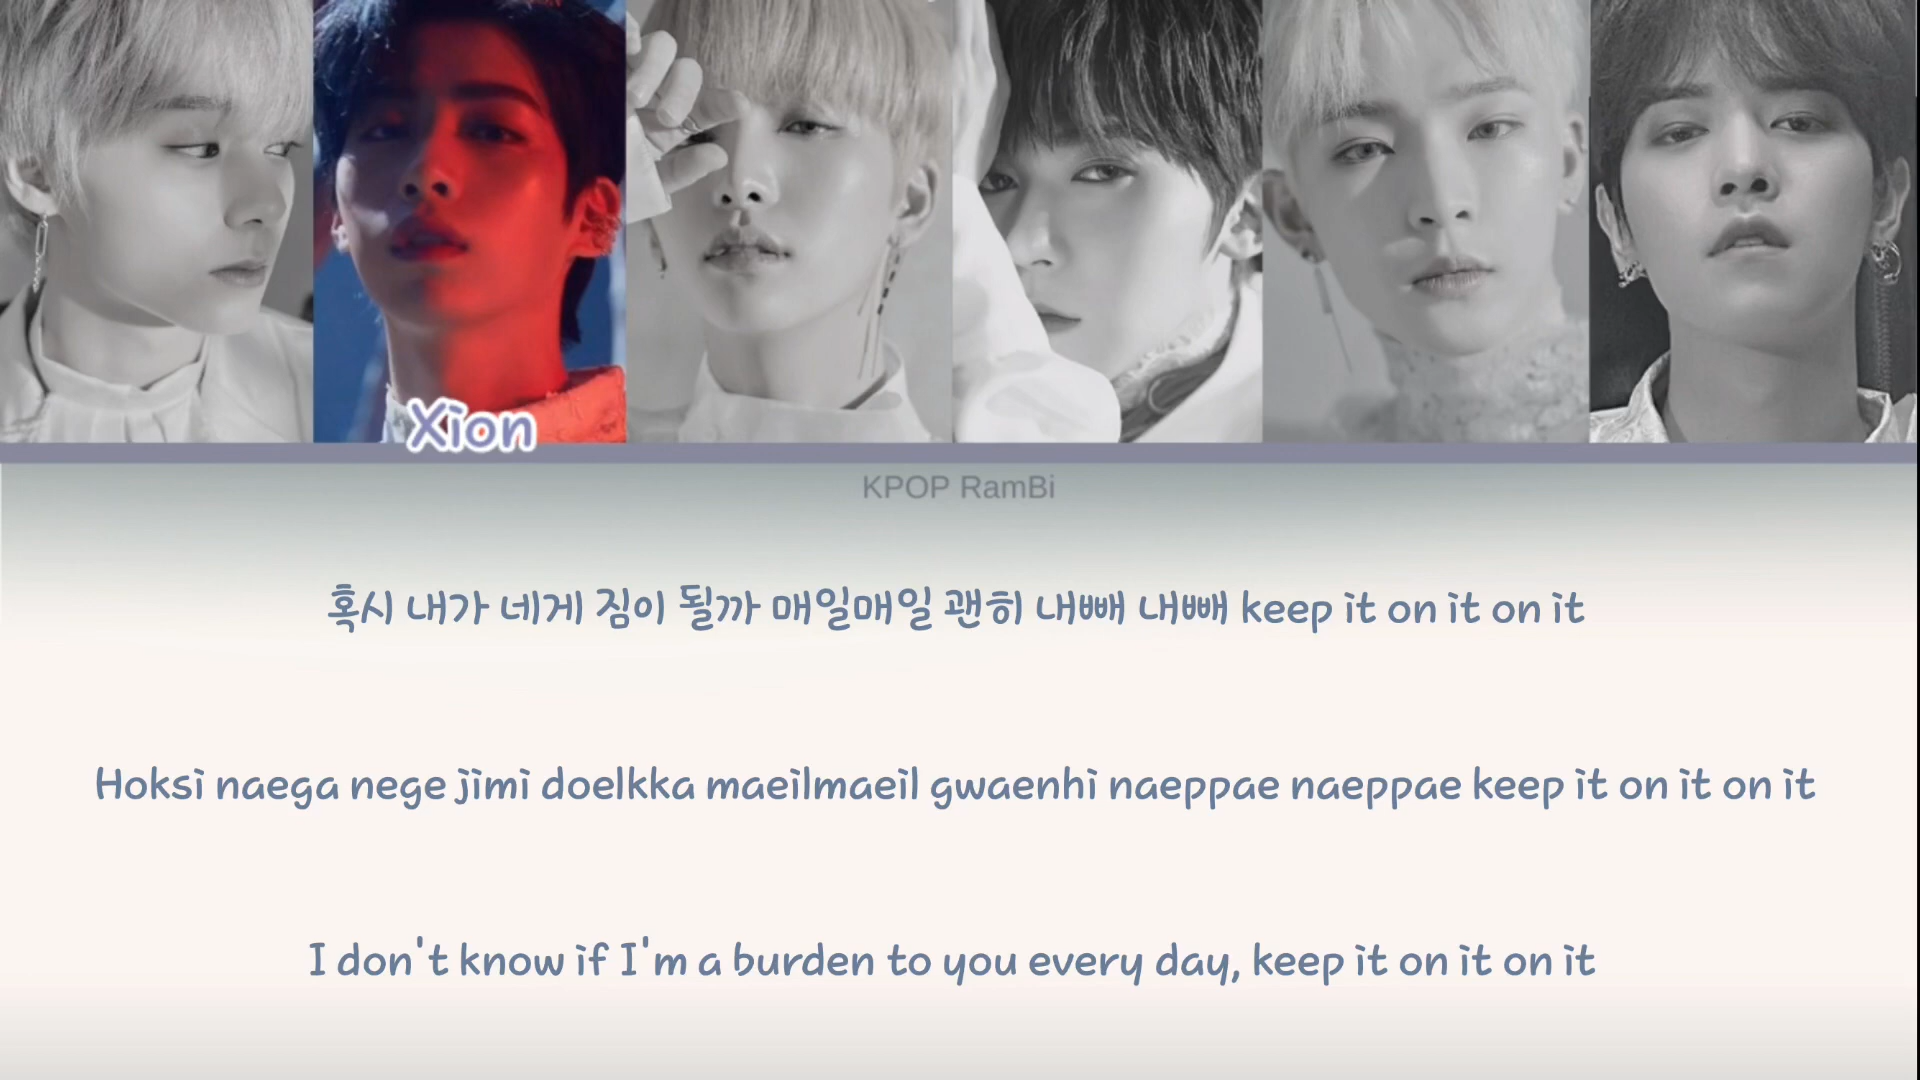 Xion
KPOP RamBi
혹시 내가 네게 짐이 될까 매일매일 괜히 내빼 내빼 keep it on it on it
Hoksi naega nege jimi doelkka maeilmaeil gwaenhi naeppae naeppae keep it on it on it
I don't know if I'm a burden to you every day, keep it on it on it